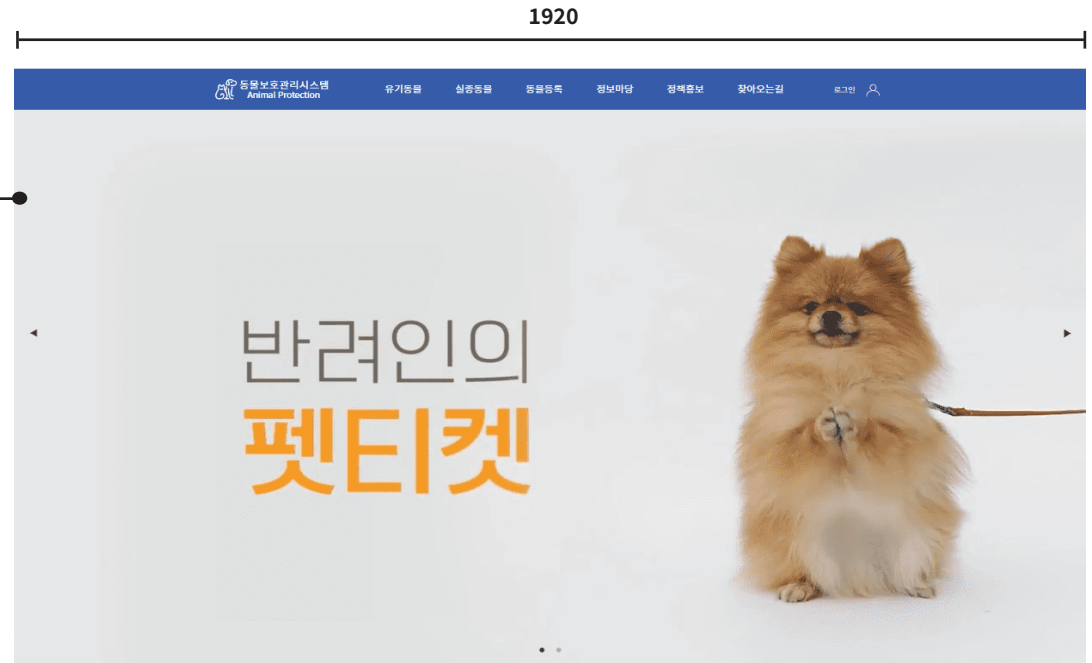 1920
동물보호관리시스템
Animal Protection
유기동물 실종동물 동물등록 정보마당 정책홍보 찾아오는길 로그인
반려인의
펫티켓